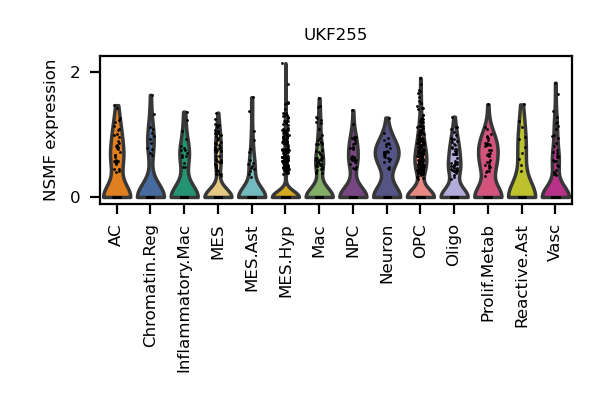 UKF255
NSMF expression
2
0
AC
Chromatin.Reg
Inflammatory.Mac
MES
MES.Ast
MES.Hyp
Mac
NPC
Neuron
OPC
Oligo
Prolif.Metab
Reactive.Ast
Vasc